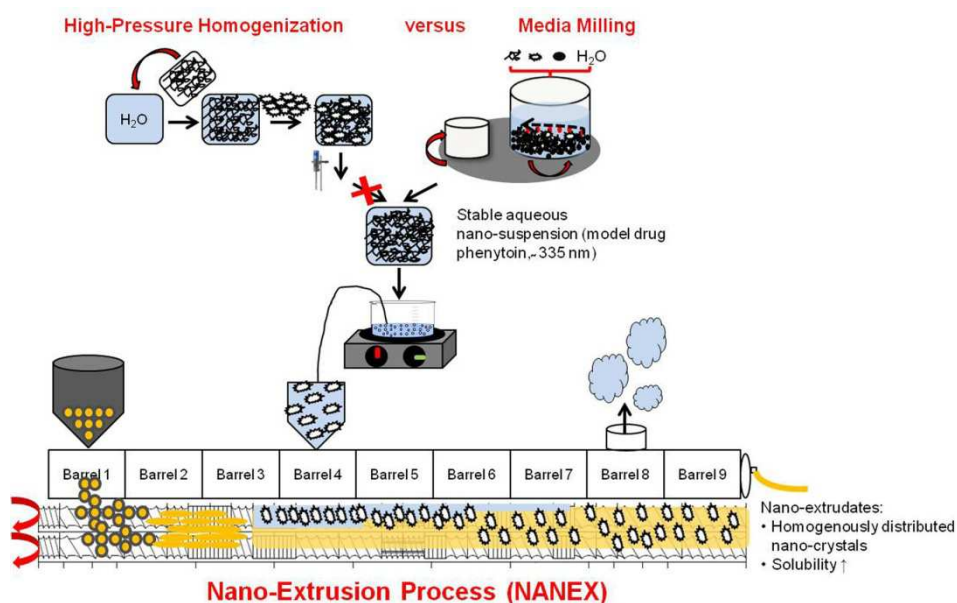 High-Pressure Homogenization versus Media Milling
H₂O
H₂O
Stable aqueous
nano-suspension (model drug
phenytoin,~335 nm)
Barrel 1 Barrel 2 Barrel 3 Barrel 4 Barrel 5 Barrel 6 Barrel 7 Barrel 8 Barrel 9
Nano-extrudates:
• Homogenously distributed
nano-crystals
• Solubility ↑
Nano-Extrusion Process (NANEX)